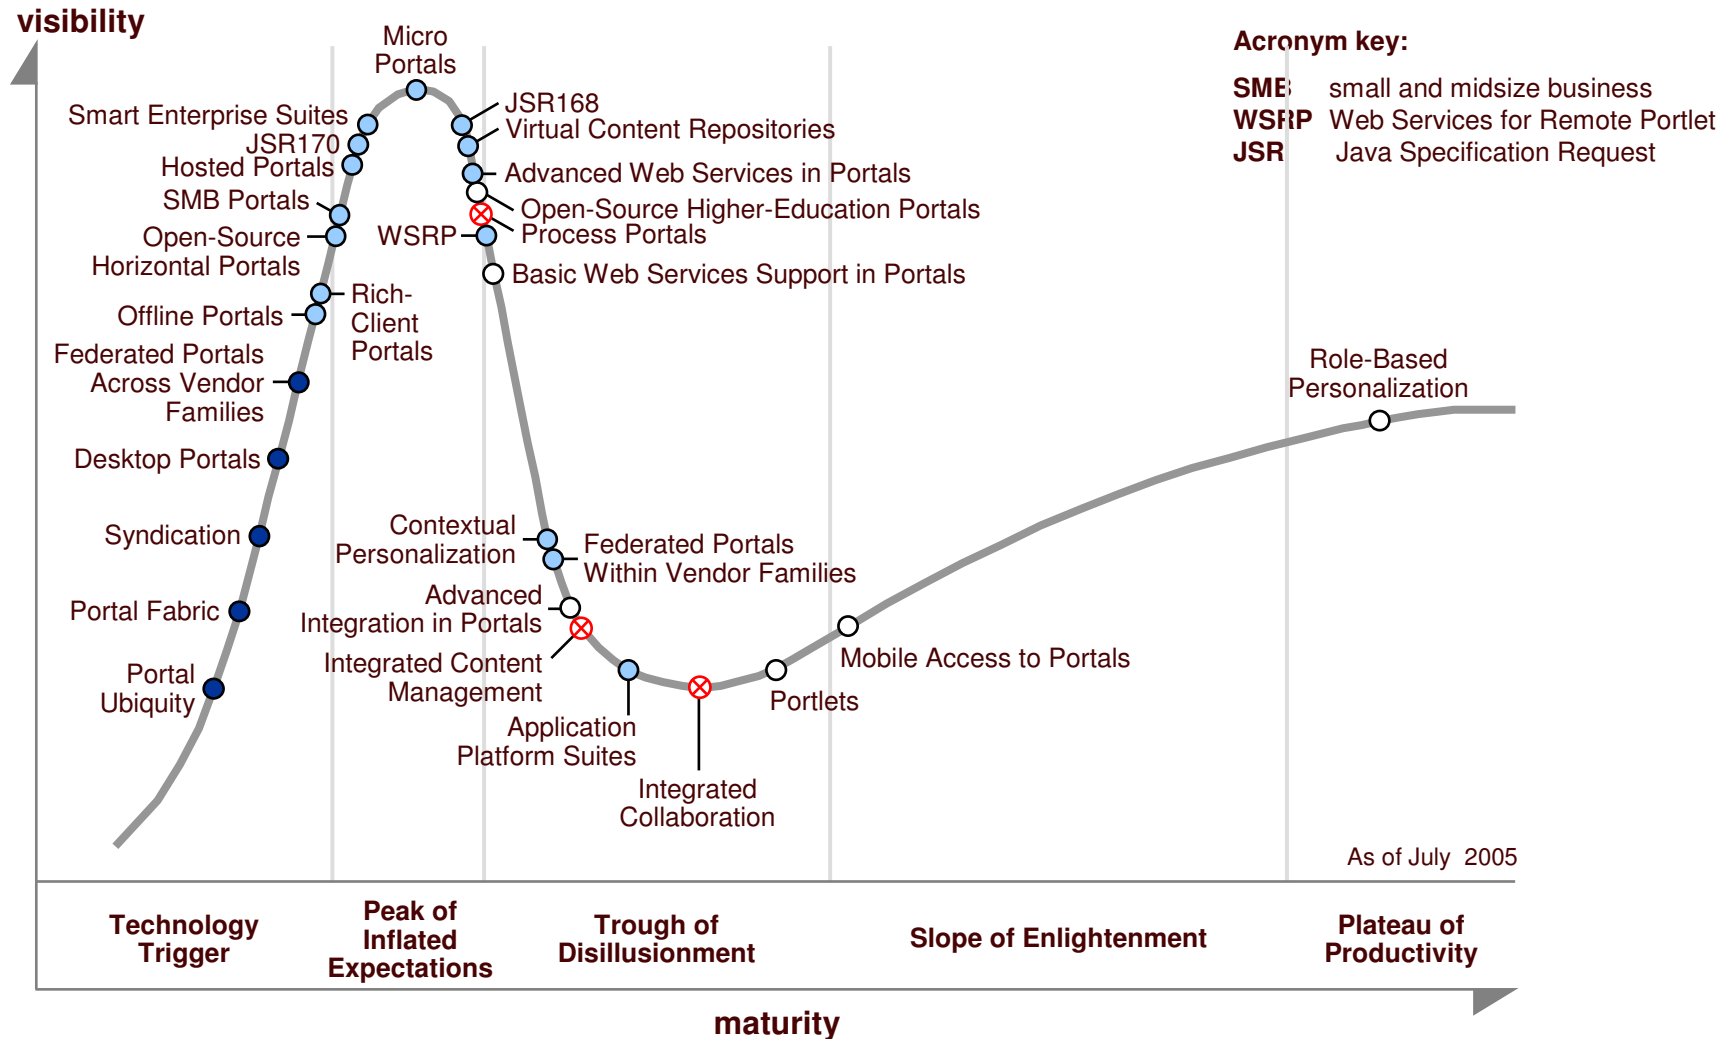 visibility
Micro
Portals
Acronym key:
SMB small and midsize business
WSRP Web Services for Remote Portlet
JSR Java Specification Request
Smart Enterprise Suites
JSR170
Hosted Portals
SMB Portals
Open-Source
Horizontal Portals
Offline Portals
Rich-
Client
Portals
Federated Portals
Across Vendor
Families
Desktop Portals
Syndication
Portal Fabric
Portal
Ubiquity
JSR168
Virtual Content Repositories
Advanced Web Services in Portals
Open-Source Higher-Education Portals
Process Portals
WSRP
Basic Web Services Support in Portals
Contextual
Personalization
Federated Portals
Within Vendor Families
Advanced
Integration in Portals
Integrated Content
Management
Application
Platform Suites
Integrated
Collaboration
Portlets
Mobile Access to Portals
Role-Based
Personalization
As of July 2005
Technology
Trigger
Peak of
Inflated
Expectations
Trough of
Disillusionment
Slope of Enlightenment
Plateau of
Productivity
maturity